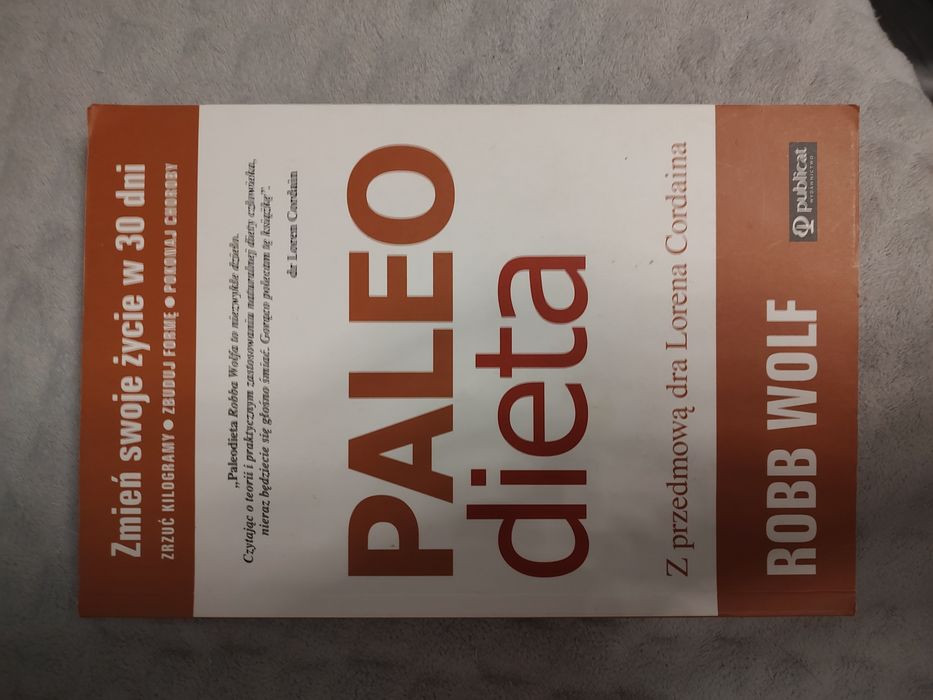 Zmień swoje życie w 30 dni
ZRZUĆ KILOGRAMY ● ZBUDUJ FORMĘ ● POKONAJ CHOROBY
„Paleodieta Robba Wolfa to niezwykłe dzieło.
Czytając o teorii i praktycznym zastosowaniu naturalnej diety człowieka,
nieraz będziecie się głośno śmiać. Gorąco polecam tę książkę”.
dr Loren Cordain
PALEO
dieta
Z przedmową dra Lorena Cordaina
ROBB WOLF
publicat
WYDAWNICTWO